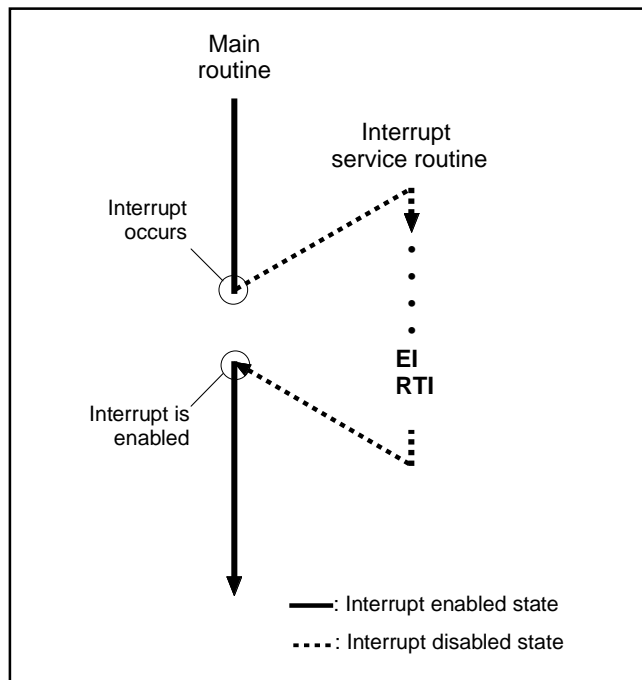 Main
routine
Interrupt
service routine
Interrupt
occurs
EI
RTI
Interrupt is
enabled
: Interrupt enabled state
: Interrupt disabled state